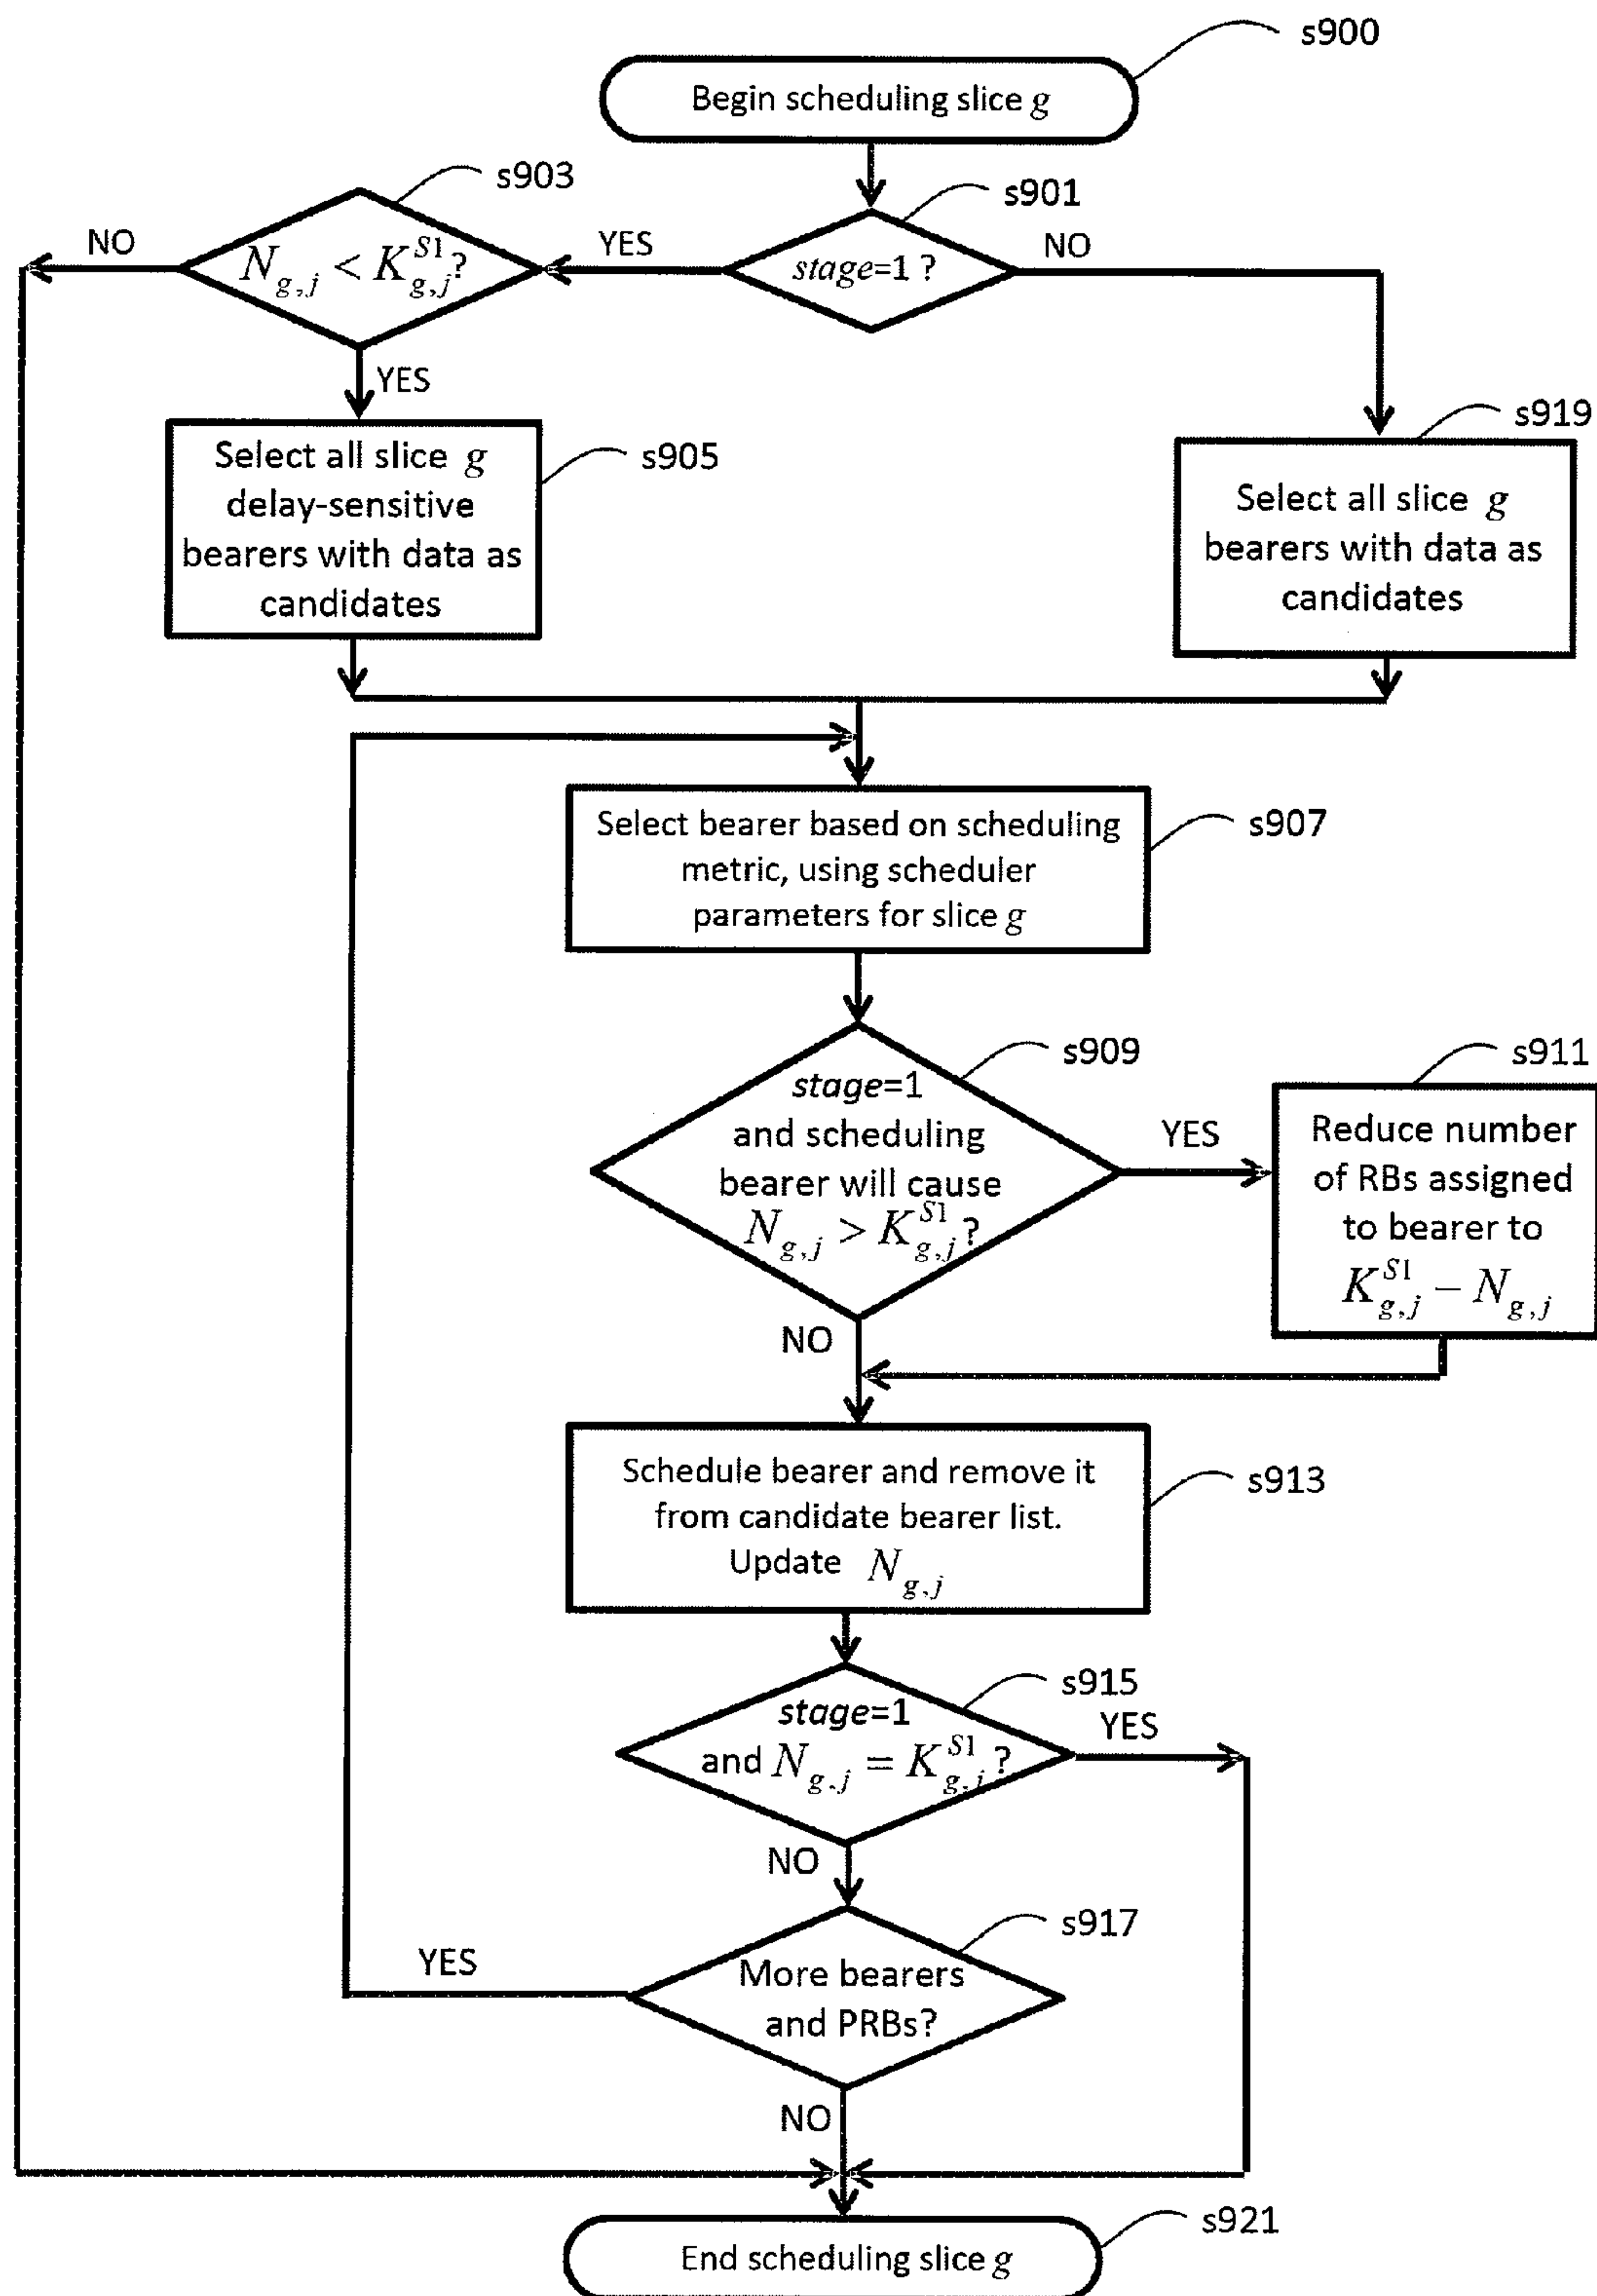 s900
Begin scheduling slice g
s903
s901
NO
N_{g,j} < K_{g,j}^{S1}?
YES
stage=1 ?
NO
YES
s919
Select all slice g
delay-sensitive
bearers with data as
candidates
s905
Select all slice g
bearers with data as
candidates
Select bearer based on scheduling
metric, using scheduler
parameters for slice g
s907
s909
stage=1
and scheduling
bearer will cause
N_{g,j} > K_{g,j}^{S1}?
YES
s911
Reduce number
of RBs assigned
to bearer to
K_{g,j}^{S1} − N_{g,j}
NO
Schedule bearer and remove it
from candidate bearer list.
Update N_{g,j}
s913
s915
stage=1
and N_{g,j} = K_{g,j}^{S1} ?
YES
NO
s917
YES
More bearers
and PRBs?
NO
s921
End scheduling slice g